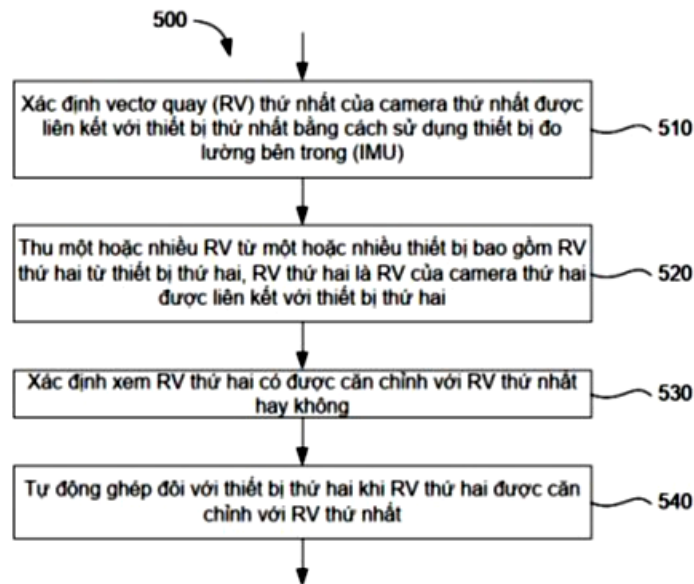 500
Xác định vectơ quay (RV) thứ nhất của camera thứ nhất được
liên kết với thiết bị thứ nhất bằng cách sử dụng thiết bị đo
lường bên trong (IMU)
510
Thu một hoặc nhiều RV từ một hoặc nhiều thiết bị bao gồm RV
thứ hai từ thiết bị thứ hai, RV thứ hai là RV của camera thứ hai
được liên kết với thiết bị thứ hai
520
Xác định xem RV thứ hai có được căn chỉnh với RV thứ nhất
hay không
530
Tự động ghép đôi với thiết bị thứ hai khi RV thứ hai được căn
chỉnh với RV thứ nhất
540